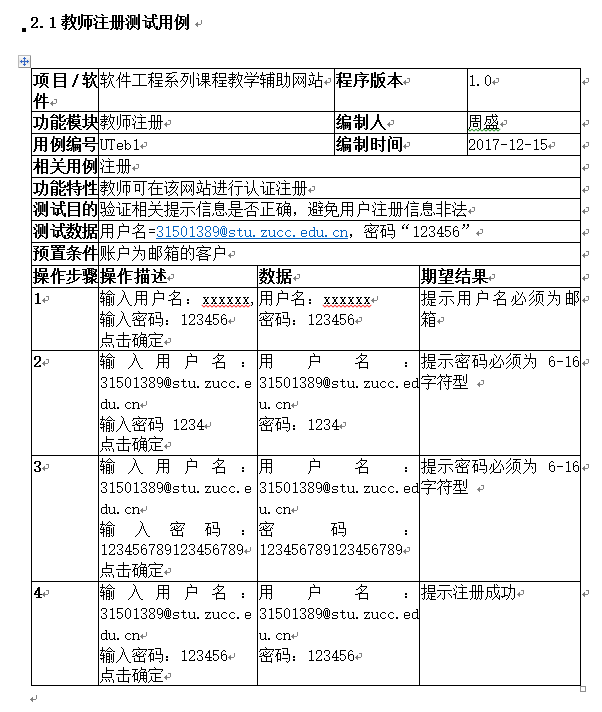 2.1教师注册测试用例
项目/软 软件工程系列课程教学辅助网站 程序版本 1.0
件
功能模块 教师注册 编制人 周盛
用例编号 UTeb1 编制时间 2017-12-15
相关用例 注册
功能特性 教师可在该网站进行认证注册
测试目的 验证相关提示信息是否正确，避免用户注册信息非法
测试数据 用户名=31501389@stu.zucc.edu.cn，密码“123456”
预置条件 账户为邮箱的客户
操作步骤 操作描述 数据 期望结果
1 输入用户名：xxxxxx, 用户名：xxxxxx 提示用户名必须为邮
输入密码：123456 密码：123456 箱
点击确定
2 输入用户名： 用户名： 提示密码必须为 6-16
31501389@stu.zucc.e 31501389@stu.zucc.ed 字符型
du.cn u.cn
输入密码 1234 密码：1234
点击确定
3 输入用户名： 用户名： 提示密码必须为 6-16
31501389@stu.zucc.e 31501389@stu.zucc.ed 字符型
du.cn u.cn
输入密码： 密码：
123456789123456789 123456789123456789
点击确定
4 输入用户名： 用户名： 提示注册成功
31501389@stu.zucc.e 31501389@stu.zucc.ed
du.cn u.cn
输入密码：123456 密码：123456
点击确定